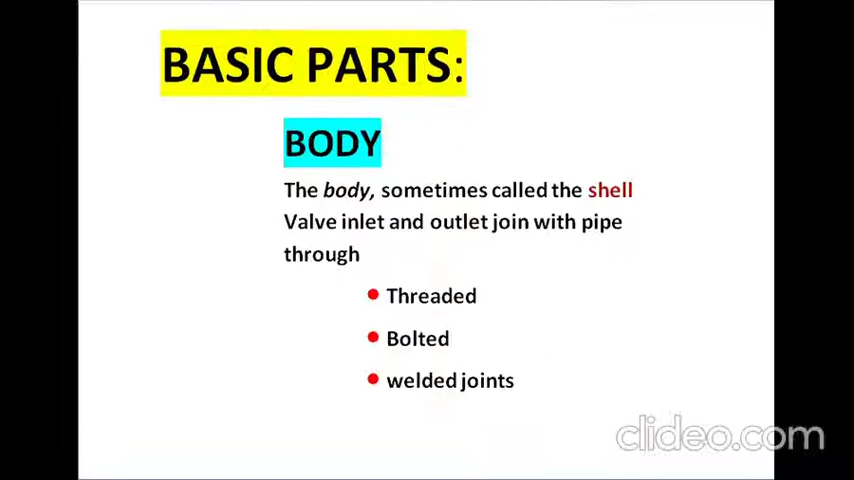 BASIC PARTS:
BODY
The body, sometimes called the shell
Valve inlet and outlet join with pipe
through
• Threaded
• Bolted
• welded joints
clideo.com